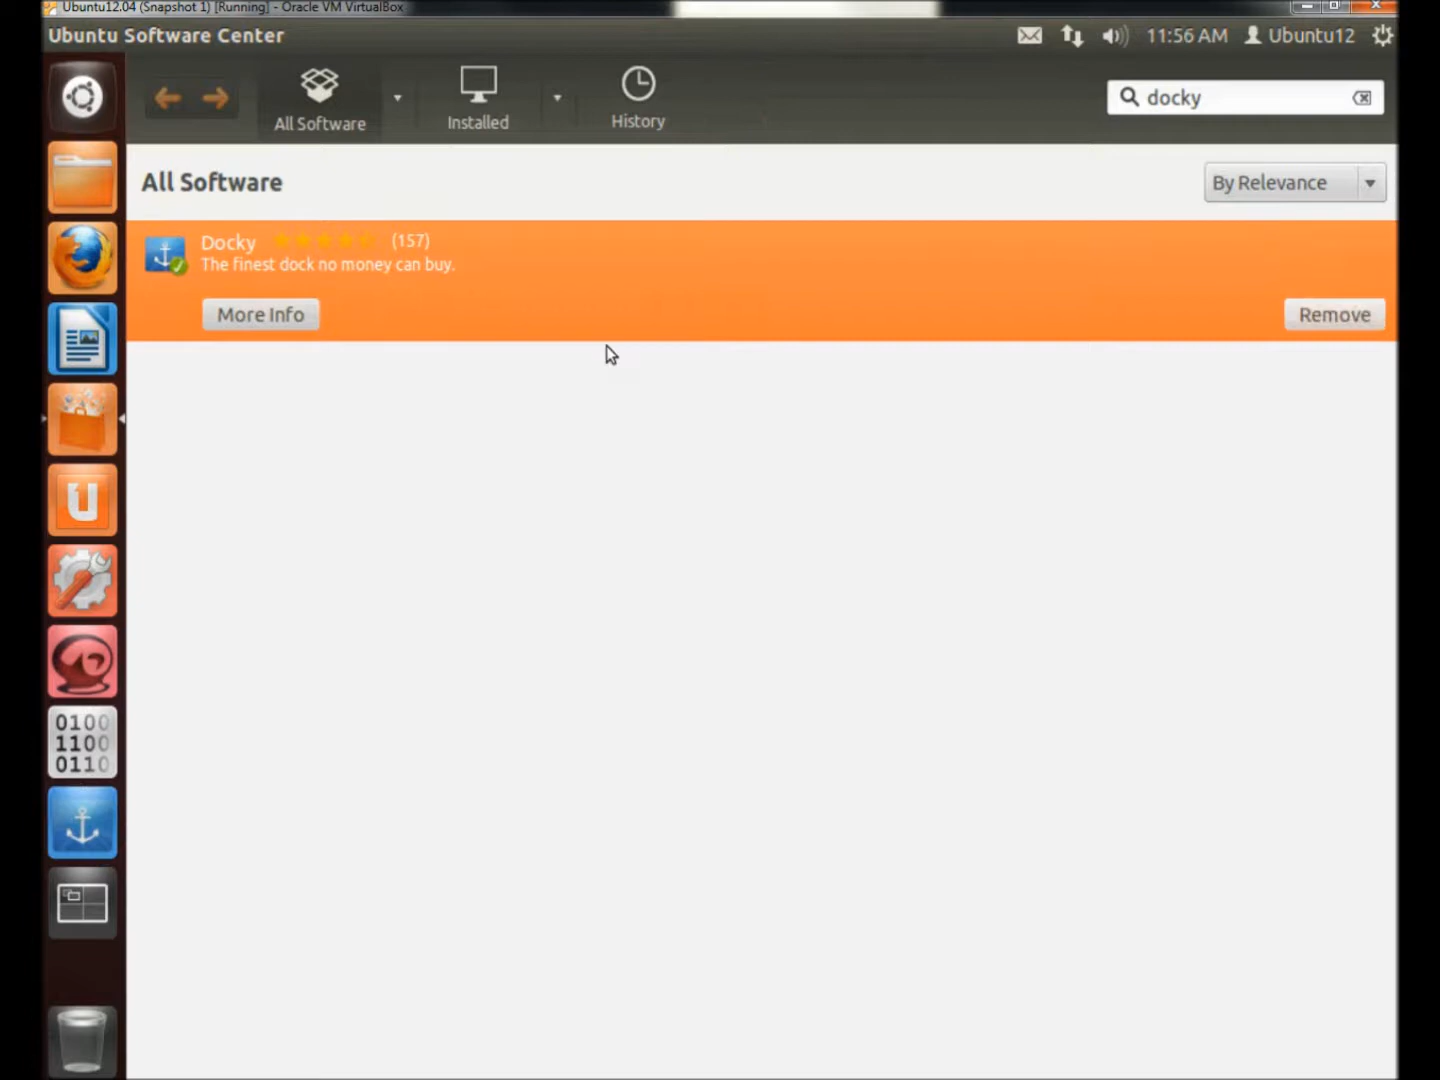 Ubuntu12.04 (Snapshot 1) [Running] - Oracle VM VirtualBox
Ubuntu Software Center
11:56 AM
Ubuntu12
All Software
Installed
History
docky
All Software
By Relevance
Docky
(157)
The finest dock no money can buy.
More Info
Remove
U
0100
1100
0110